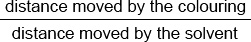 distance moved by the colouring
distance moved by the solvent